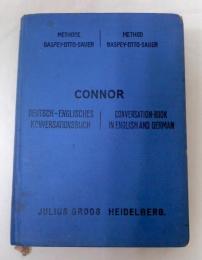 METHODE
GASPEY-OTTO-SAUER
METHOD
GASPEY-OTTO-SAUER
CONNOR
DEUTSCH-ENGLISCHES
KONVERSATIONSBUCH
CONVERSATION-BOOK
IN ENGLISH AND GERMAN
JULIUS GROOS HEIDELBERG.